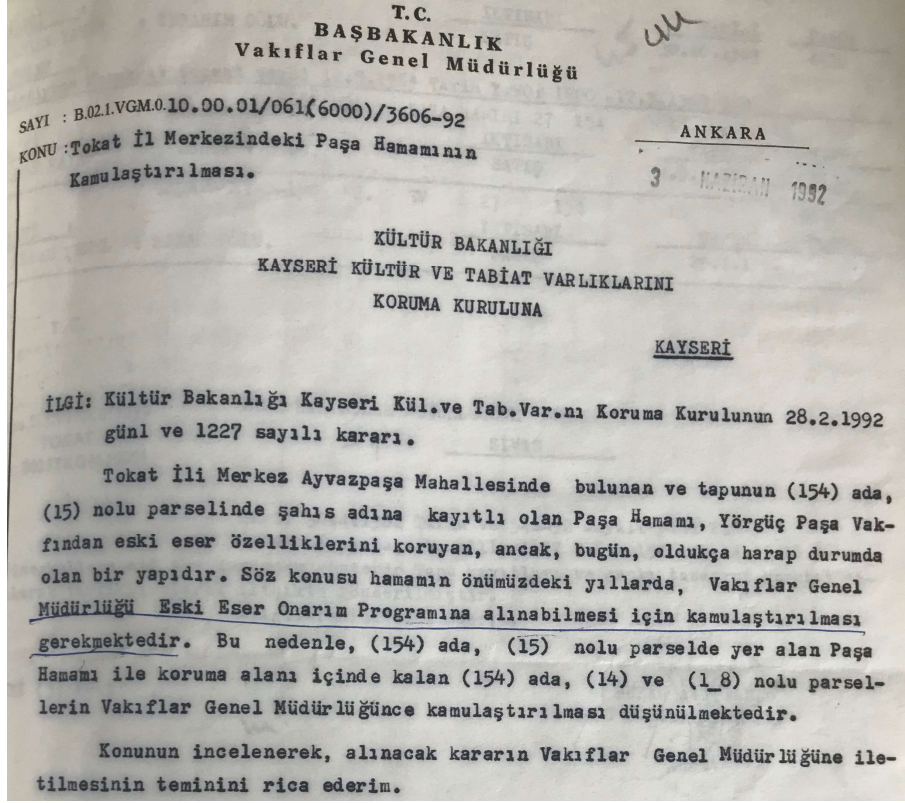 T.C.
BAŞBAKANLIK
Vakıflar Genel Müdürlüğü
SAYI : B.02.1.VGM.0.10.00.01/061(6000)/3606-92
ANKARA
KONU : Tokat İl Merkezindeki Paşa Hamamının
Kamulaştırılması.
3 HAZİRAN 1992
KÜLTÜR BAKANLIĞI
KAYSERİ KÜLTÜR VE TABİAT VARLIKLARINI
KORUMA KURULUNA
KAYSERİ
İLGİ: Kültür Bakanlığı Kayseri Kül.ve Tab.Var.nı Koruma Kurulunun 28.2.1992
günl ve 1227 sayılı kararı.
Tokat İli Merkez Ayvazpaşa Mahallesinde bulunan ve tapunun (154) ada,
(15) nolu parselinde şahıs adına kayıtlı olan Paşa Hamamı, Yörgüç Paşa Vak-
fından eski eser özelliklerini koruyan, ancak, bugün, oldukça harap durumda
olan bir yapıdır. Söz konusu hamamın önümüzdeki yıllarda, Vakıflar Genel
Müdürlüğü Eski Eser Onarım Programına alınabilmesi için kamulaştırılması
gerekmektedir. Bu nedenle, (154) ada, (15) nolu parselde yer alan Paşa
Hamamı ile koruma alanı içinde kalan (154) ada, (14) ve (1_8) nolu parsel-
lerin Vakıflar Genel Müdürlüğünce kamulaştırılması düşünülmektedir.
Konunun incelenerek, alınacak kararın Vakıflar Genel Müdürlüğüne ile-
tilmesinin teminini rica ederim.